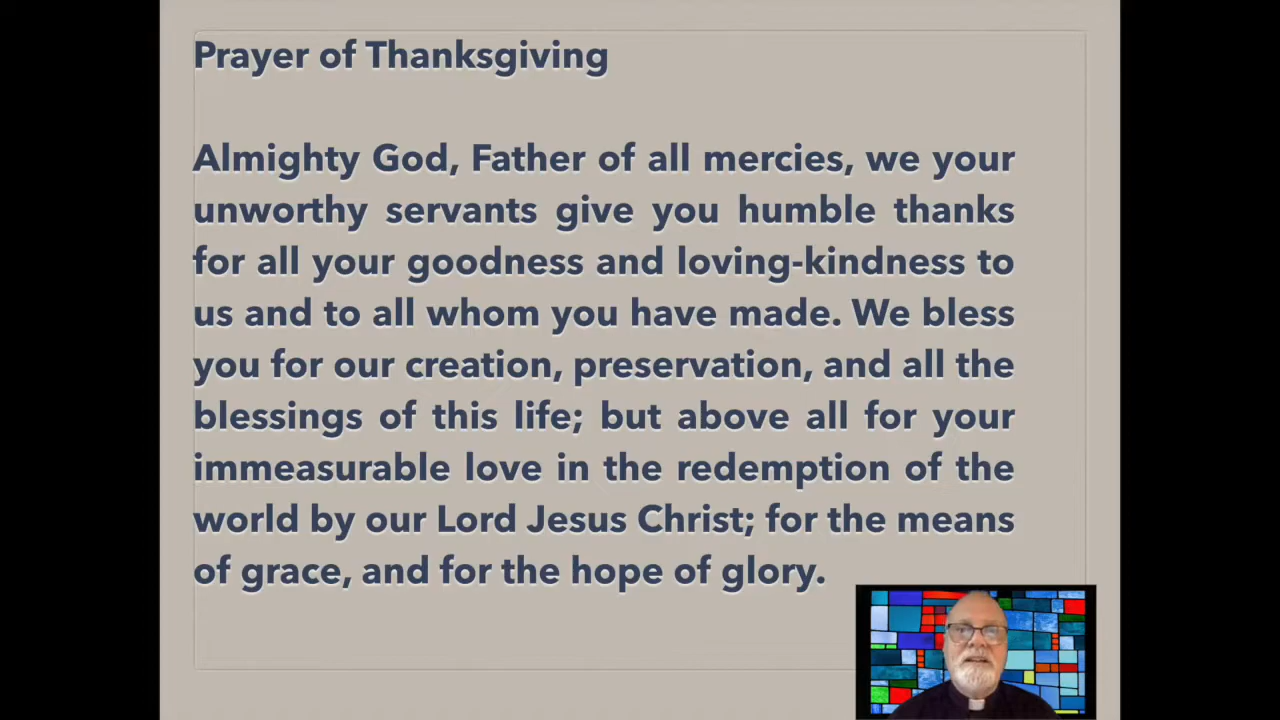 Prayer of Thanksgiving
Almighty God, Father of all mercies, we your
unworthy servants give you humble thanks
for all your goodness and loving-kindness to
us and to all whom you have made. We bless
you for our creation, preservation, and all the
blessings of this life; but above all for your
immeasurable love in the redemption of the
world by our Lord Jesus Christ; for the means
of grace, and for the hope of glory.